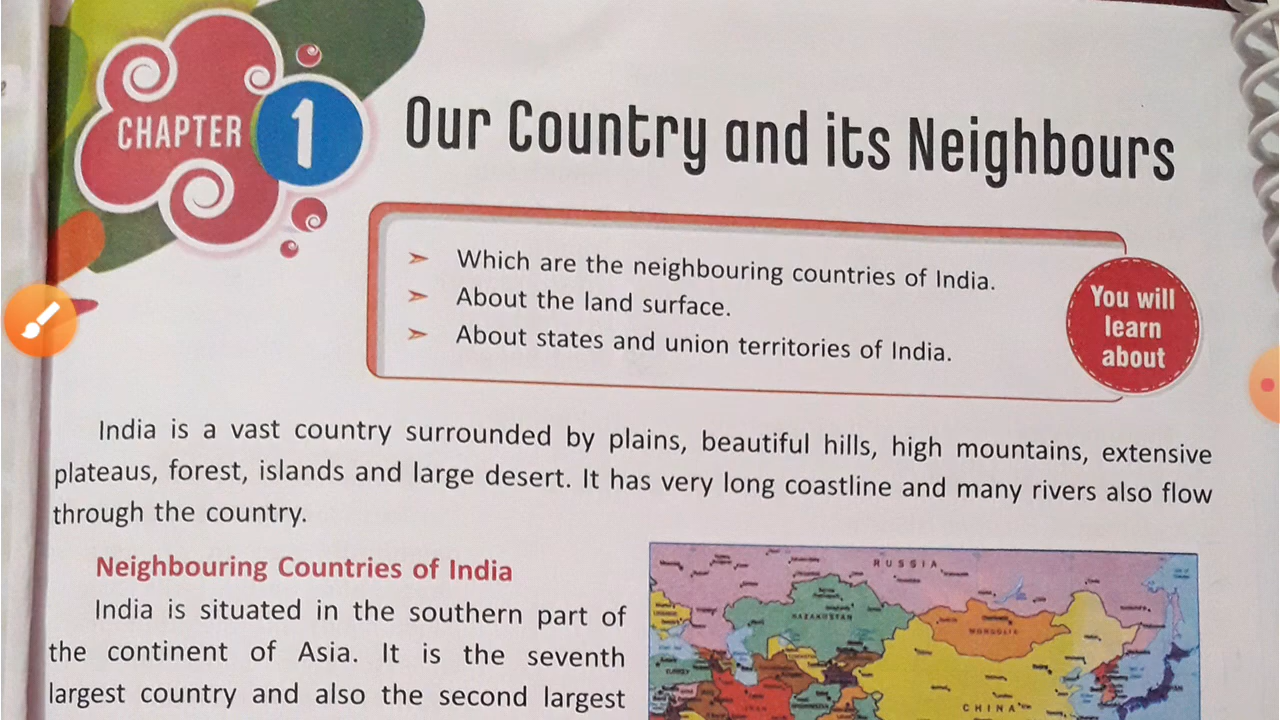 CHAPTER 1
Our Country and its Neighbours
Which are the neighbouring countries of India.
About the land surface.
About states and union territories of India.
You will
learn
about
India is a vast country surrounded by plains, beautiful hills, high mountains, extensive
plateaus, forest, islands and large desert. It has very long coastline and many rivers also flow
through the country.
Neighbouring Countries of India
India is situated in the southern part of
the continent of Asia. It is the seventh
largest country and also the second largest
RUSSIA
KAZAKHSTAN
MONGOLIA
CHINA
IRAN